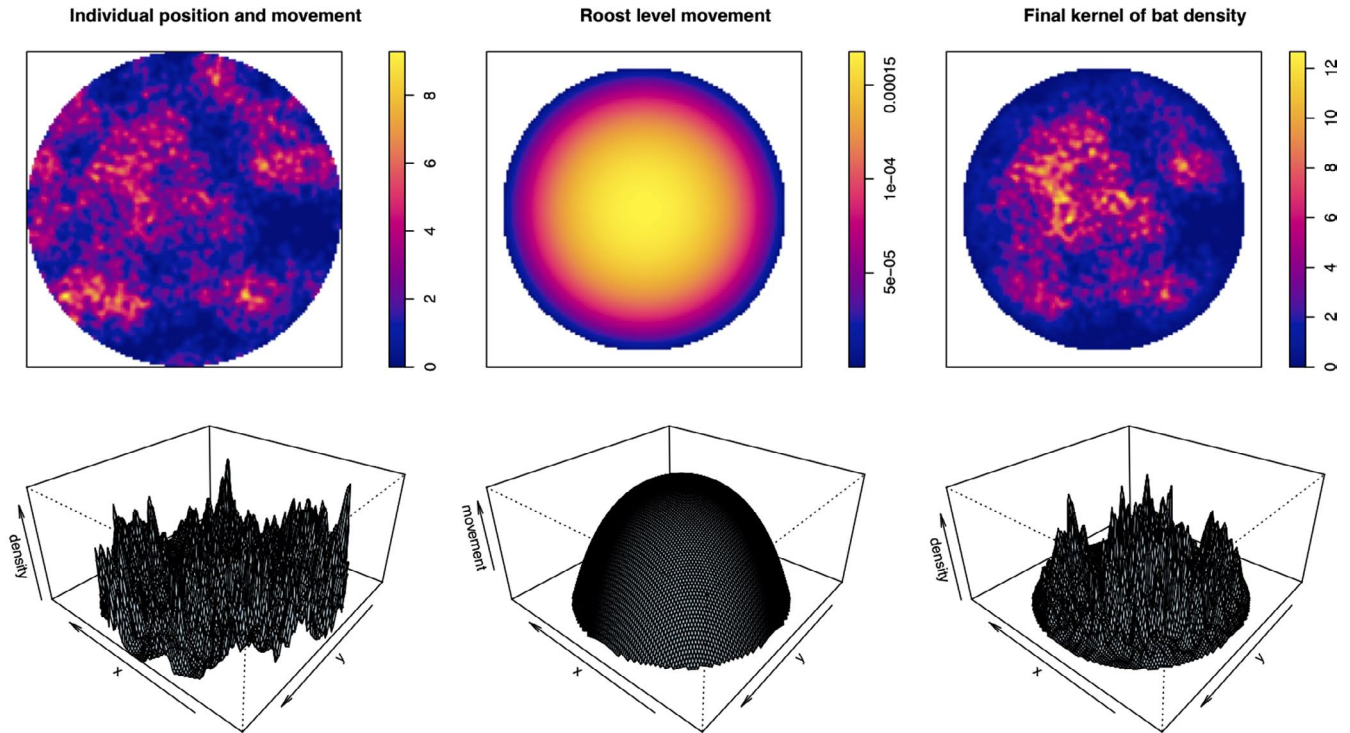 Individual position and movement
Roost level movement
Final kernel of bat density
8
6
4
2
0
0.00015
1e−04
5e−05
12
10
8
6
4
2
0
density
x
y
movement
x
y
density
x
y